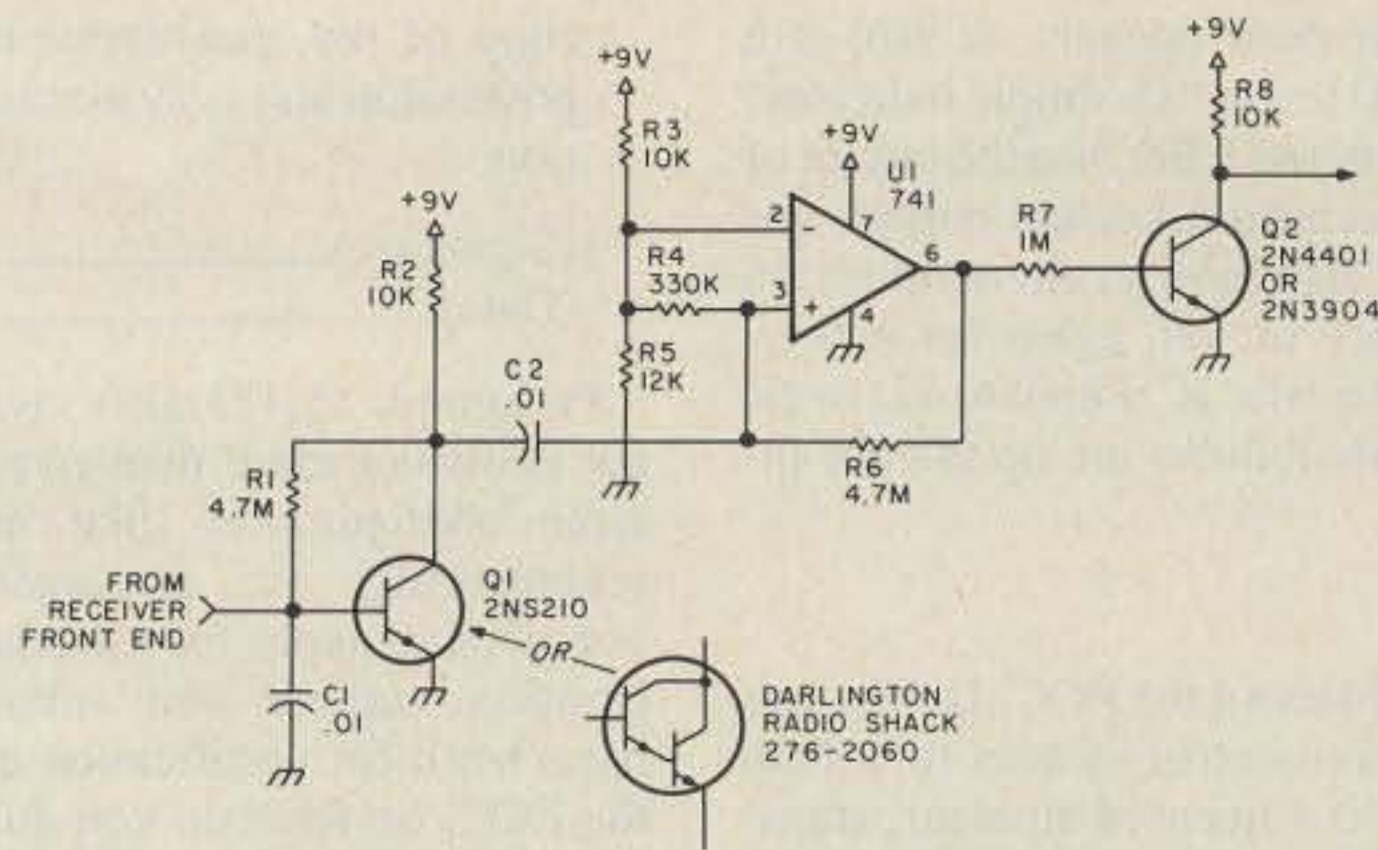 +9V
R8
10K
+9V
R3
10K
+9V
U1
741
2
-
7
6
R7
1M
Q2
2N4401
OR
2N3904
+9V
R2
10K
R4
330K
3
+
4
R5
12K
C2
.01
R6
4.7M
R1
4.7M
FROM
RECEIVER
FRONT END
Q1
2NS210
OR
C1
.01
DARLINGTON
RADIO SHACK
276-2060